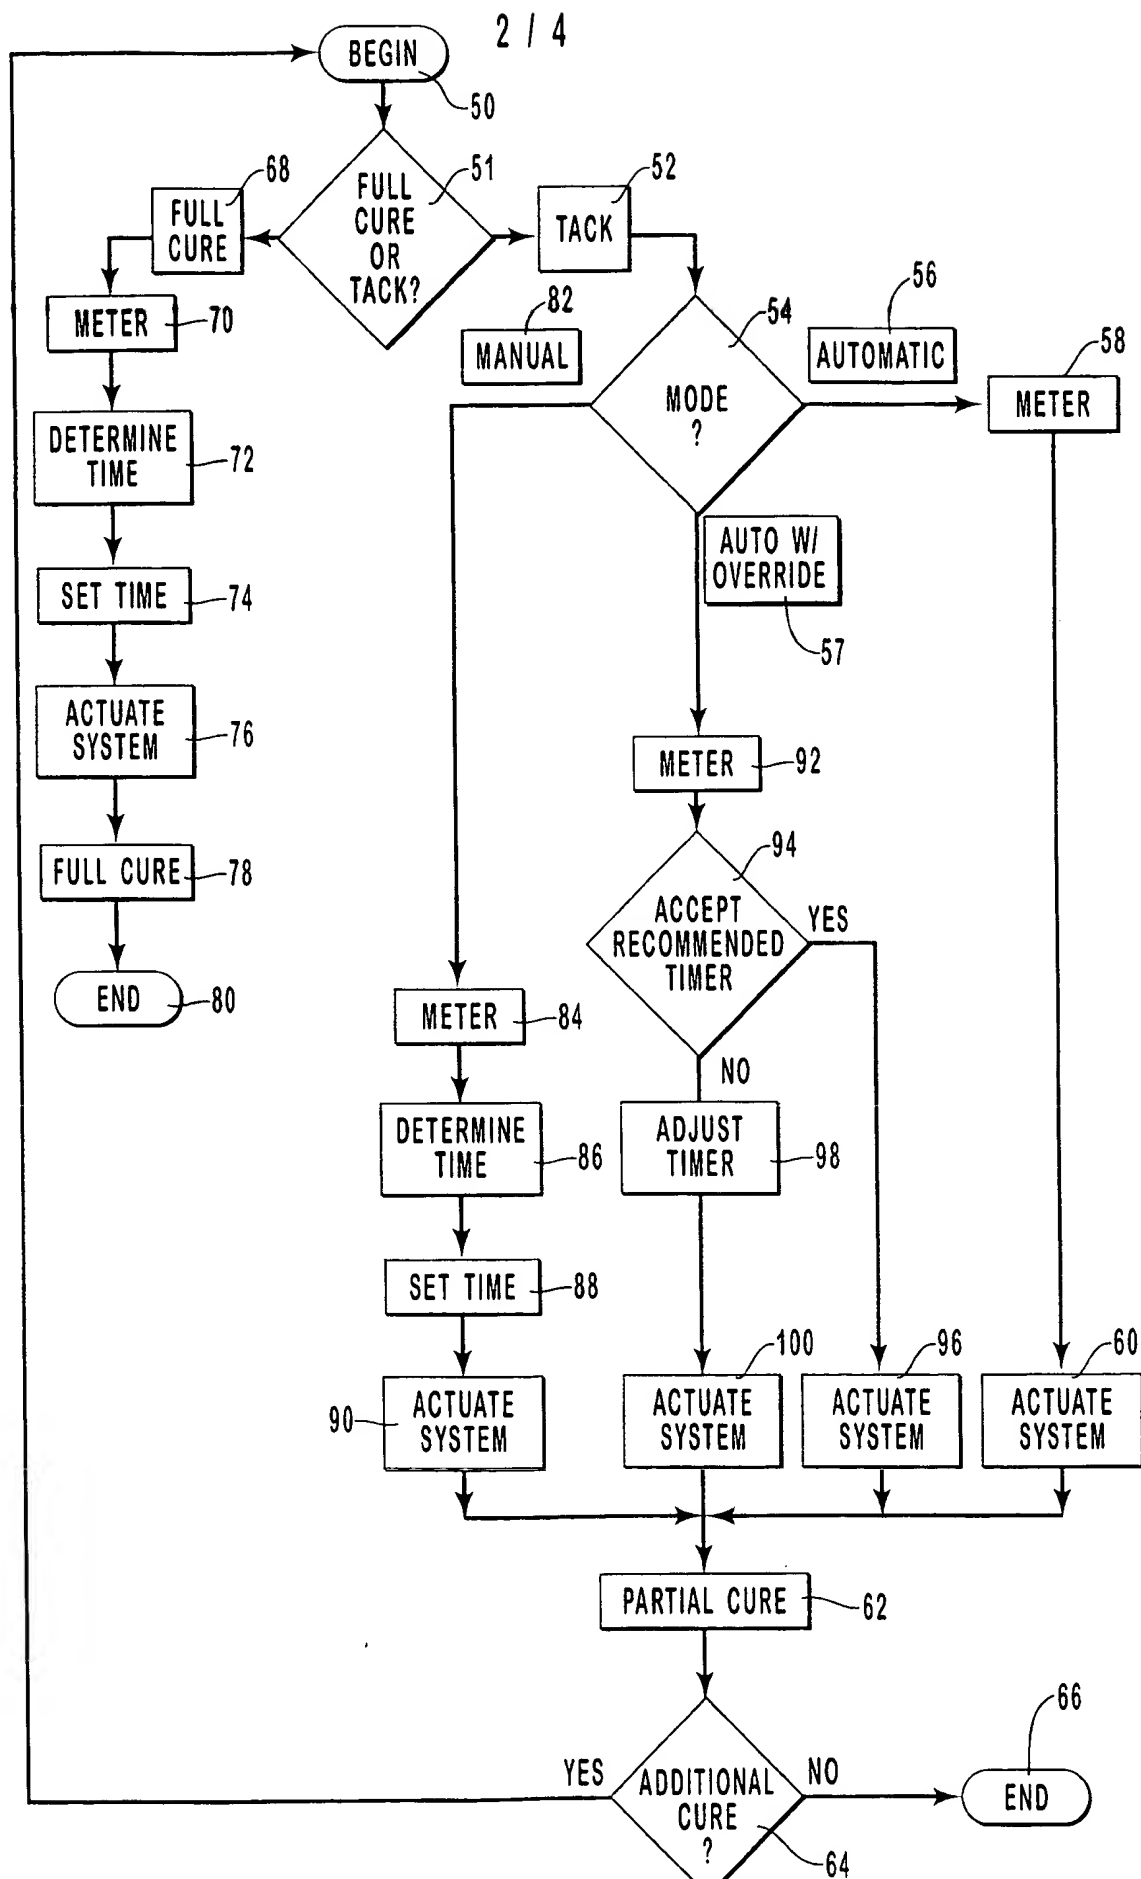 2 / 4
BEGIN
50
FULL
CURE
OR
TACK?
51
68
FULL
CURE
52
TACK
METER
70
DETERMINE
TIME
72
SET TIME
74
ACTUATE
SYSTEM
76
FULL CURE
78
END
80
82
MANUAL
54
MODE
?
56
AUTOMATIC
58
METER
AUTO W/
OVERRIDE
57
METER
92
94
ACCEPT
RECOMMENDED
TIMER
YES
NO
METER
84
DETERMINE
TIME
86
SET TIME
88
90
ACTUATE
SYSTEM
ADJUST
TIMER
98
100
ACTUATE
SYSTEM
96
ACTUATE
SYSTEM
60
ACTUATE
SYSTEM
PARTIAL CURE
62
YES
ADDITIONAL
CURE
?
64
NO
66
END